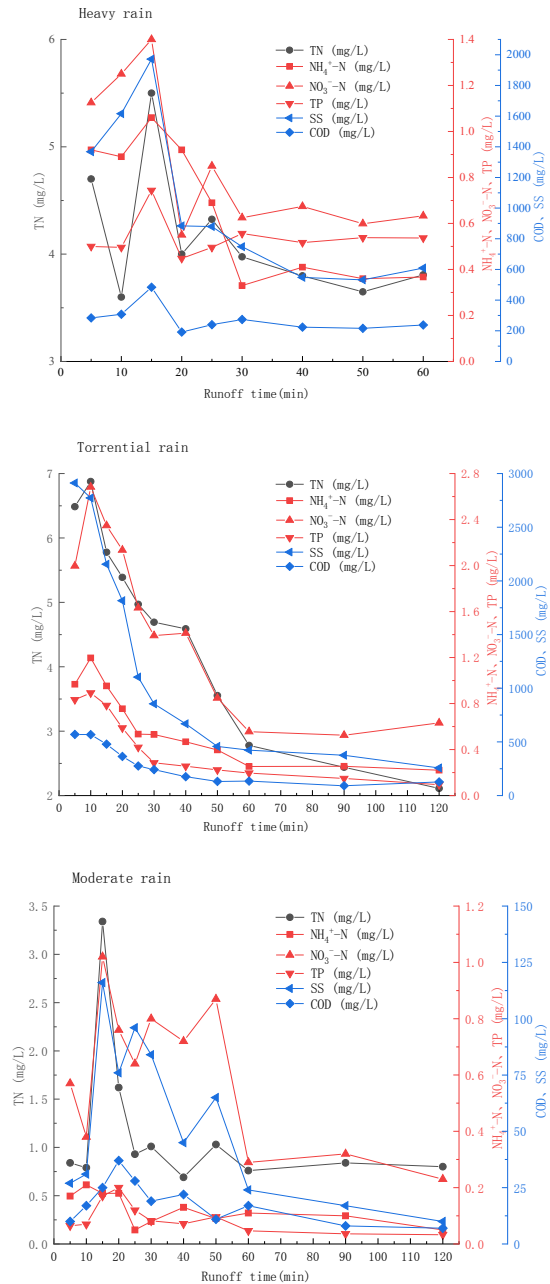 Heavy rain
6
5
4
3
TN (mg/L)
1.4
1.2
1.0
0.8
0.6
0.4
0.2
0.0
NH₄⁺-N, NO₃⁻-N, TP (mg/L)
2000
1800
1600
1400
1200
1000
800
600
400
200
0
COD、SS (mg/L)
TN (mg/L)
NH₄⁺-N (mg/L)
NO₃⁻-N (mg/L)
TP (mg/L)
SS (mg/L)
COD (mg/L)
0 10 20 30 40 50 60
Runoff time(min)
Torrential rain
7
6
5
4
3
2
TN (mg/L)
2.8
2.4
2.0
1.6
1.2
0.8
0.4
0.0
NH₄⁺-N、NO₃⁻-N、TP (mg/L)
3000
2500
2000
1500
1000
500
0
COD、SS (mg/L)
TN (mg/L)
NH₄⁺-N (mg/L)
NO₃⁻-N (mg/L)
TP (mg/L)
SS (mg/L)
COD (mg/L)
0 10 20 30 40 50 60 70 80 90 100 110 120
Runoff time(min)
Moderate rain
3.5
3.0
2.5
2.0
1.5
1.0
0.5
0.0
TN (mg/L)
1.2
1.0
0.8
0.6
0.4
0.2
0.0
NH₄⁺-N、NO₃⁻-N、TP (mg/L)
150
125
100
75
50
25
0
COD、SS (mg/L)
TN (mg/L)
NH₄⁺-N (mg/L)
NO₃⁻-N (mg/L)
TP (mg/L)
SS (mg/L)
COD (mg/L)
0 10 20 30 40 50 60 70 80 90 100 110 120
Runoff time(min)